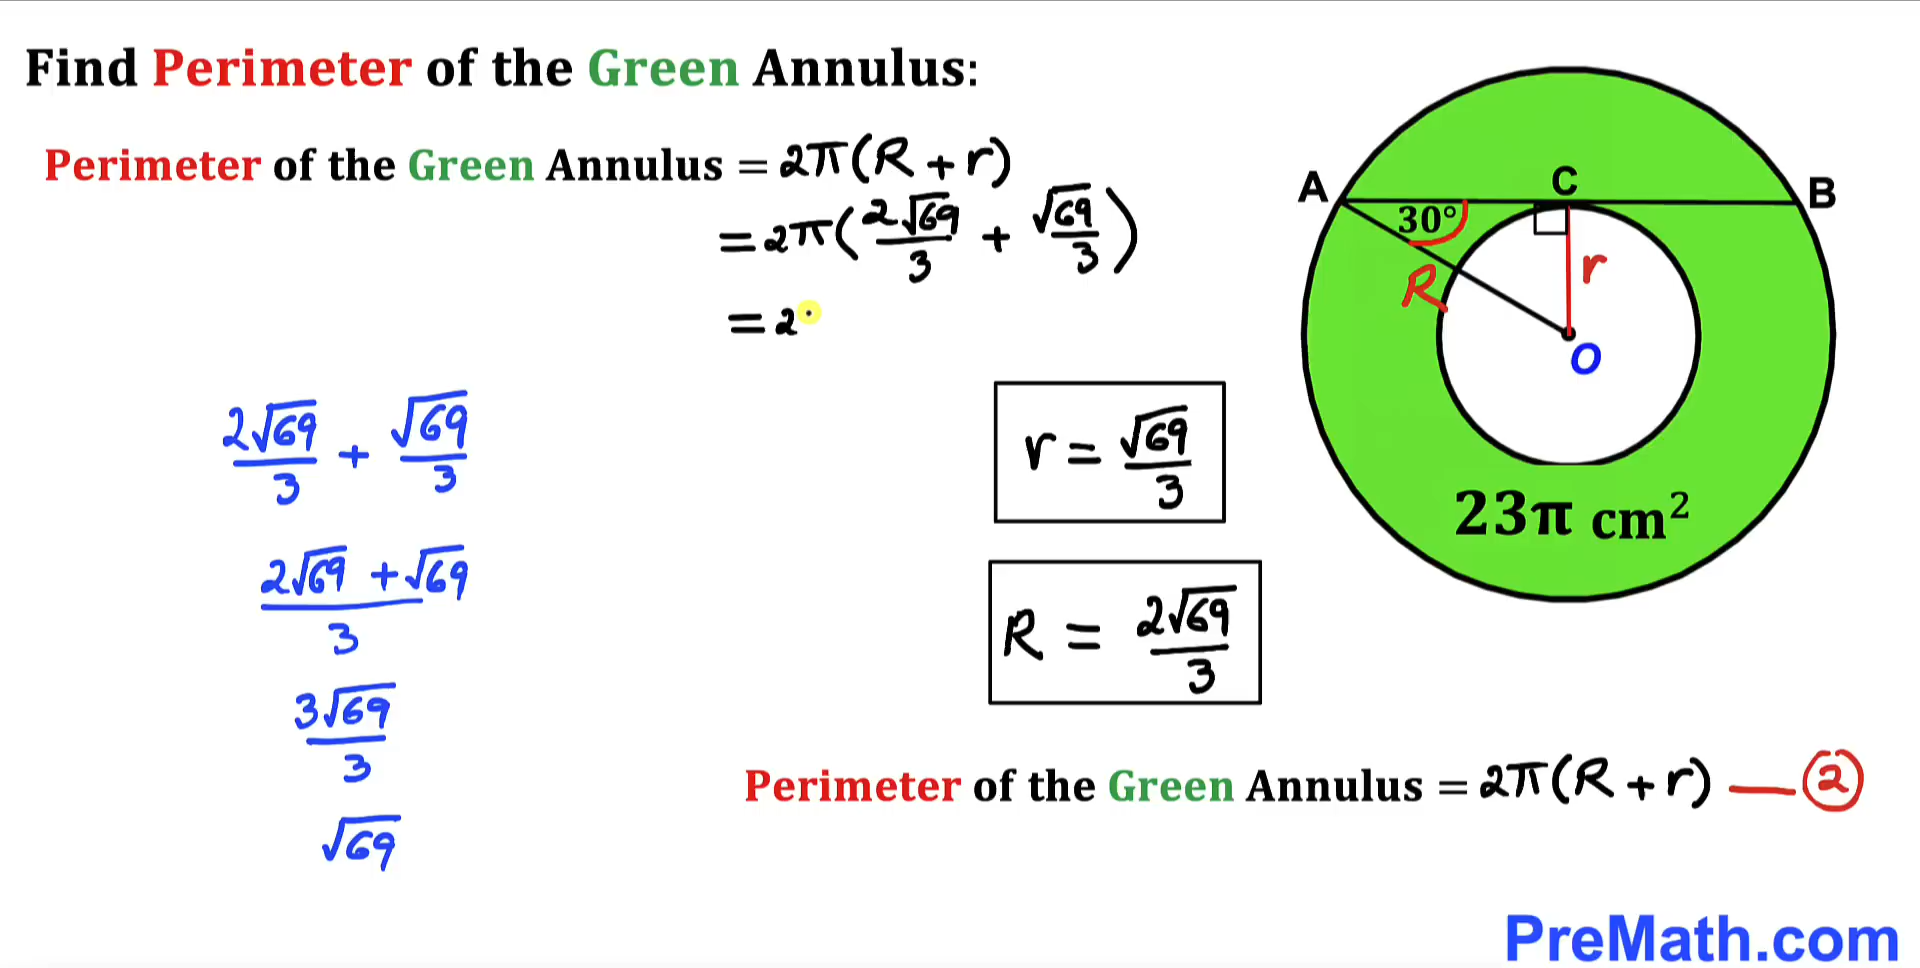 Find Perimeter of the Green Annulus:
Perimeter of the Green Annulus = 2π(R + r)
= 2π(2√69/3 + √69/3)
= 2
2√69/3 + √69/3
2√69 + √69/3
3√69/3
√69
r = √69/3
R = 2√69/3
Perimeter of the Green Annulus = 2π(R + r) — ②
A
C
B
30°
R
r
O
23π cm²
PreMath.com